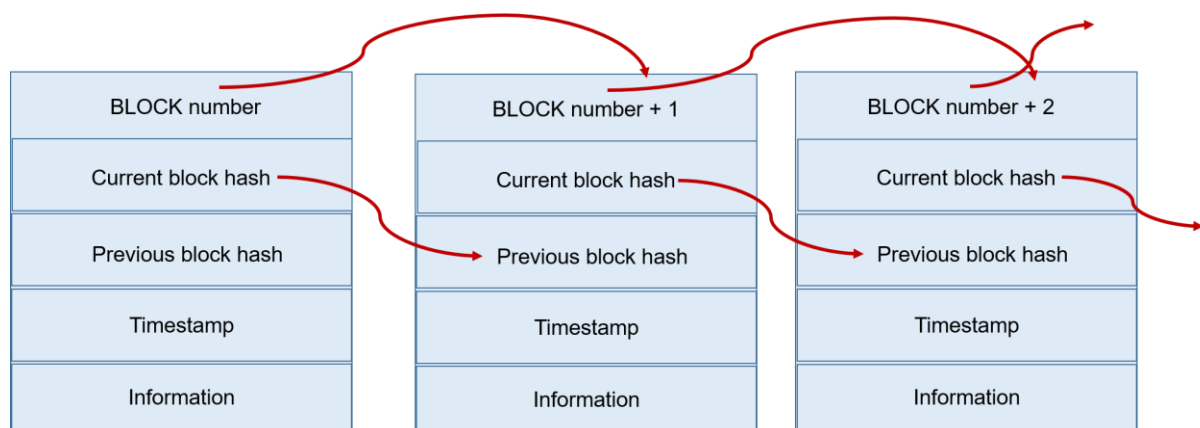 BLOCK number
Current block hash
Previous block hash
Timestamp
Information
BLOCK number + 1
Current block hash
Previous block hash
Timestamp
Information
BLOCK number + 2
Current block hash
Previous block hash
Timestamp
Information